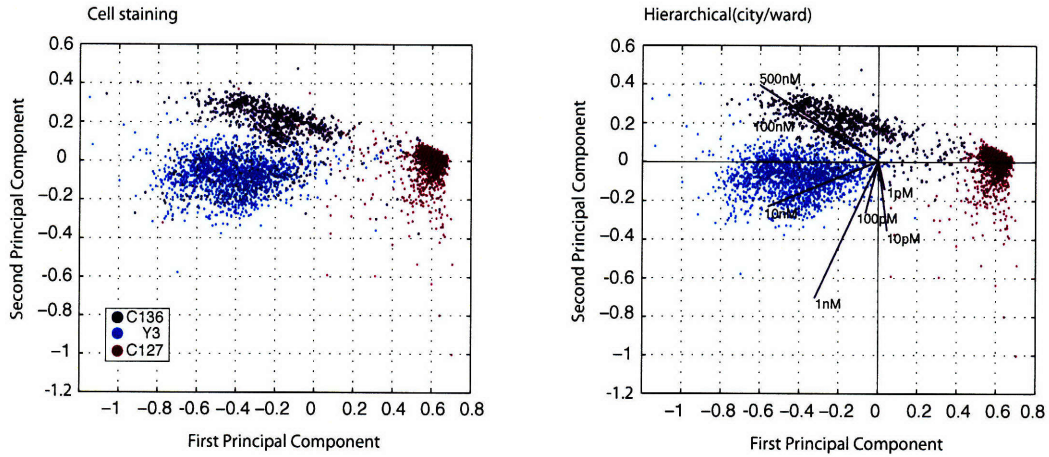 Cell staining
0.6
0.4
0.2
0
−0.2
−0.4
−0.6
−0.8
−1
-1.2
Second Principal Component
C136
Y3
C127
−1 −0.8 −0.6 −0.4 −0.2 0 0.2 0.4 0.6 0.8
First Principal Component
Hierarchical(city/ward)
0.6
0.4
0.2
0
−0.2
−0.4
−0.6
−0.8
−1
-1.2
Second Principal Component
500nM
100nM
10nM
1pM
100pM
10pM
1nM
−1 −0.8 −0.6 −0.4 −0.2 0 0.2 0.4 0.6 0.8
First Principal Component